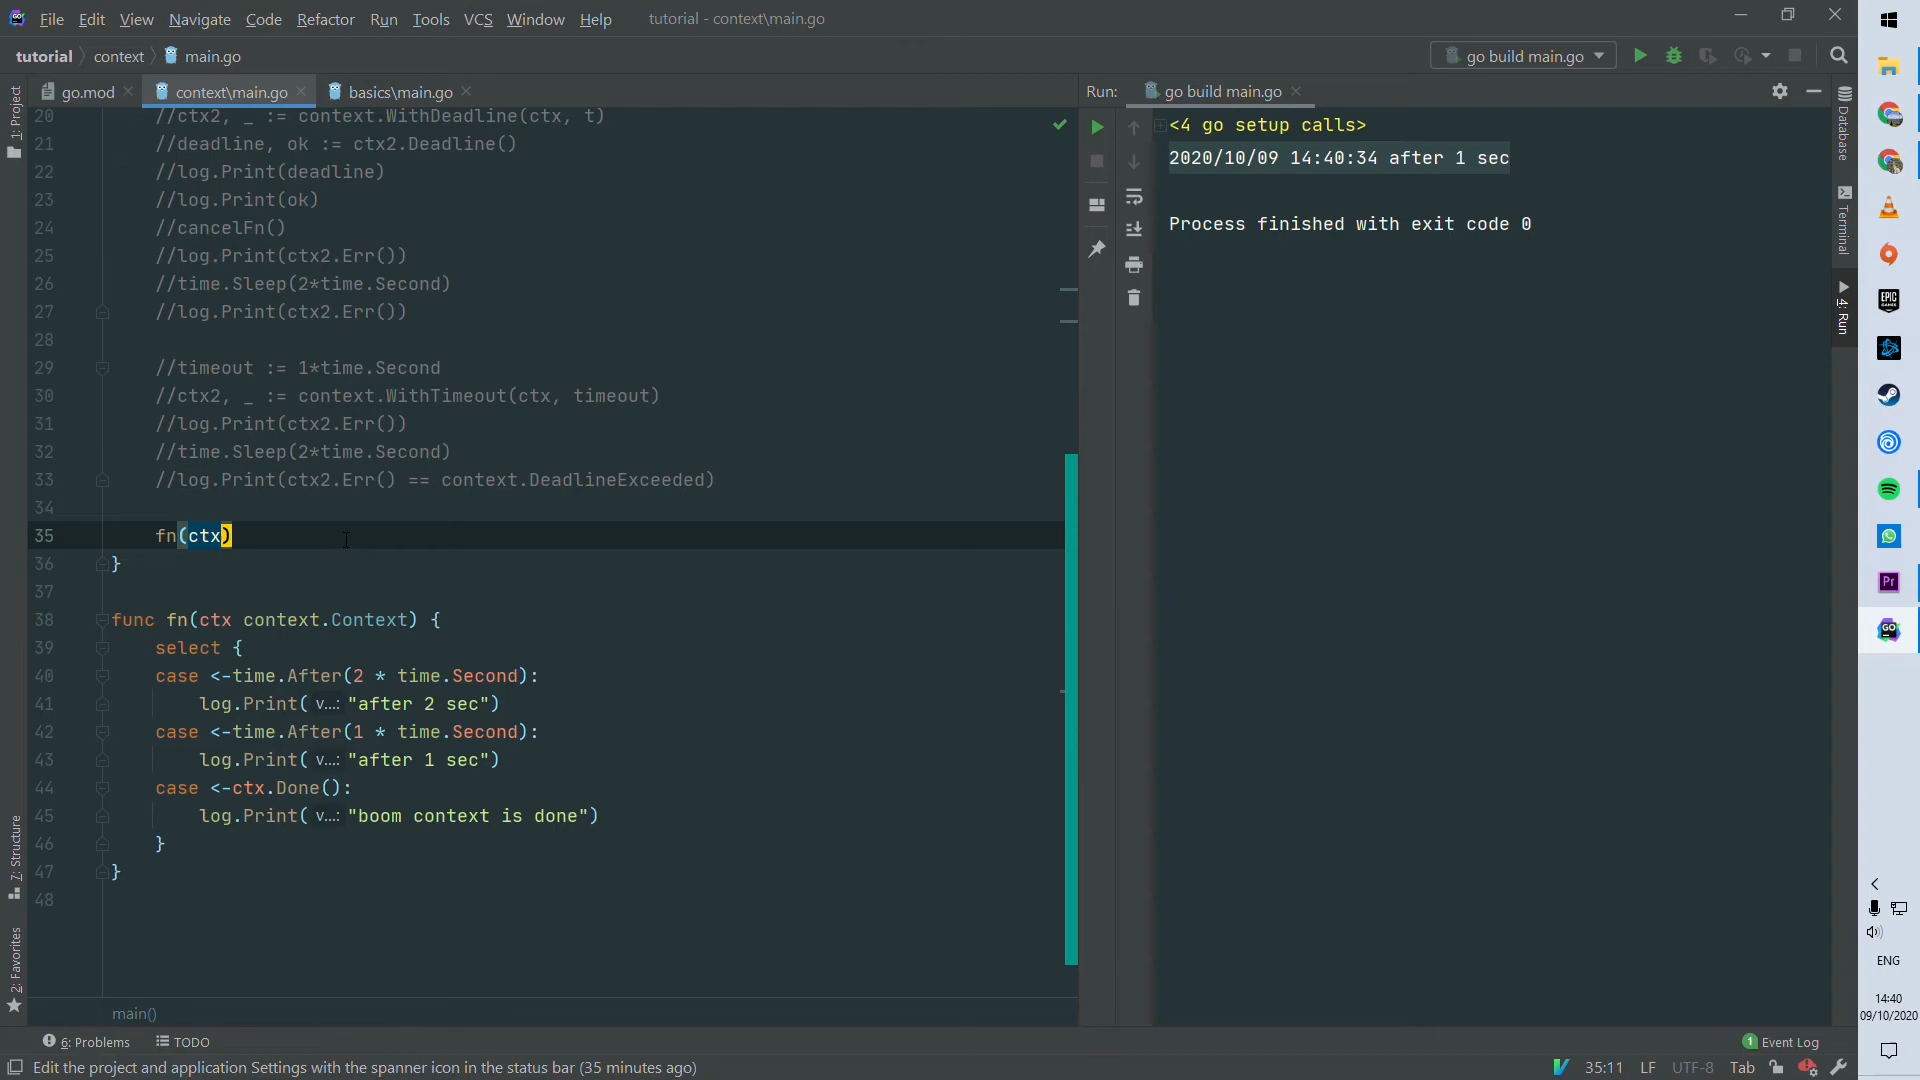 File Edit View Navigate Code Refactor Run Tools VCS Window Help tutorial - context\main.go
tutorial context main.go go build main.go
go.mod context\main.go basics\main.go Run: go build main.go
1: Project
7: Structure
2: Favorites
20 //ctx2, _ := context.WithDeadline(ctx, t)
21 //deadline, ok := ctx2.Deadline()
22 //log.Print(deadline)
23 //log.Print(ok)
24 //cancelFn()
25 //log.Print(ctx2.Err())
26 //time.Sleep(2*time.Second)
27 //log.Print(ctx2.Err())
28
29 //timeout := 1*time.Second
30 //ctx2, _ := context.WithTimeout(ctx, timeout)
31 //log.Print(ctx2.Err())
32 //time.Sleep(2*time.Second)
33 //log.Print(ctx2.Err() == context.DeadlineExceeded)
34
35 fn(ctx)
36 }
37
38 func fn(ctx context.Context) {
39 select {
40 case <-time.After(2 * time.Second):
41 log.Print( v...: "after 2 sec")
42 case <-time.After(1 * time.Second):
43 log.Print( v...: "after 1 sec")
44 case <-ctx.Done():
45 log.Print( v...: "boom context is done")
46 }
47 }
48
main()
<4 go setup calls>
2020/10/09 14:40:34 after 1 sec
Process finished with exit code 0
Database
Terminal
4: Run
EPIC GAMES
Pr
GO
ENG
14:40
09/10/2020
6: Problems TODO 1 Event Log
Edit the project and application Settings with the spanner icon in the status bar (35 minutes ago) 35:11 LF UTF-8 Tab